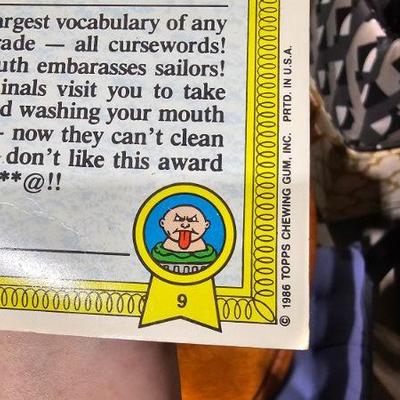 argest vocabulary of any
ade — all cursewords!
uth embarasses sailors!
inals visit you to take
d washing your mouth
- now they can't clean
don't like this award
**@!!
9
© 1986 TOPPS CHEWING GUM, INC. PRTD. IN U.S.A.